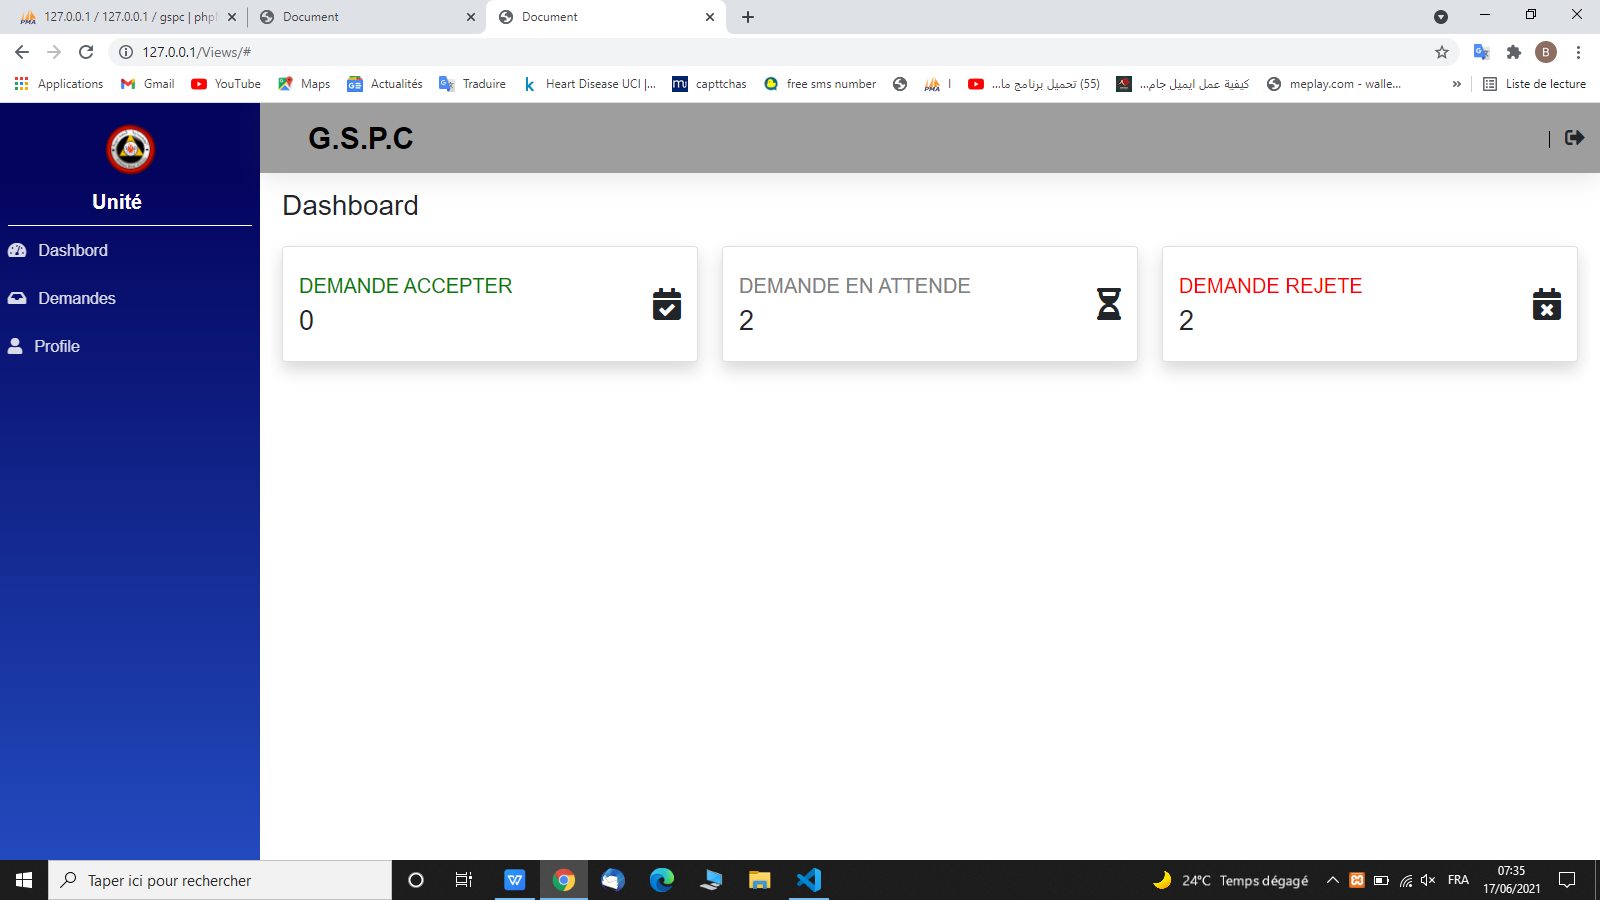 127.0.0.1 / 127.0.0.1 / gspc | phpl
Document
Document
127.0.0.1/Views/#
B
Applications
Gmail
YouTube
Maps
Actualités
Traduire
Heart Disease UCI |...
capttchas
free sms number
PMA
I
(55) تحميل برنامج ما...
كيفية عمل ايميل جام...
meplay.com - walle...
»
Liste de lecture
Unité
Dashbord
Demandes
Profile
G.S.P.C
|
Dashboard
DEMANDE ACCEPTER
0
DEMANDE EN ATTENDE
2
DEMANDE REJETE
2
Taper ici pour rechercher
24°C Temps dégagé
FRA
07:35
17/06/2021